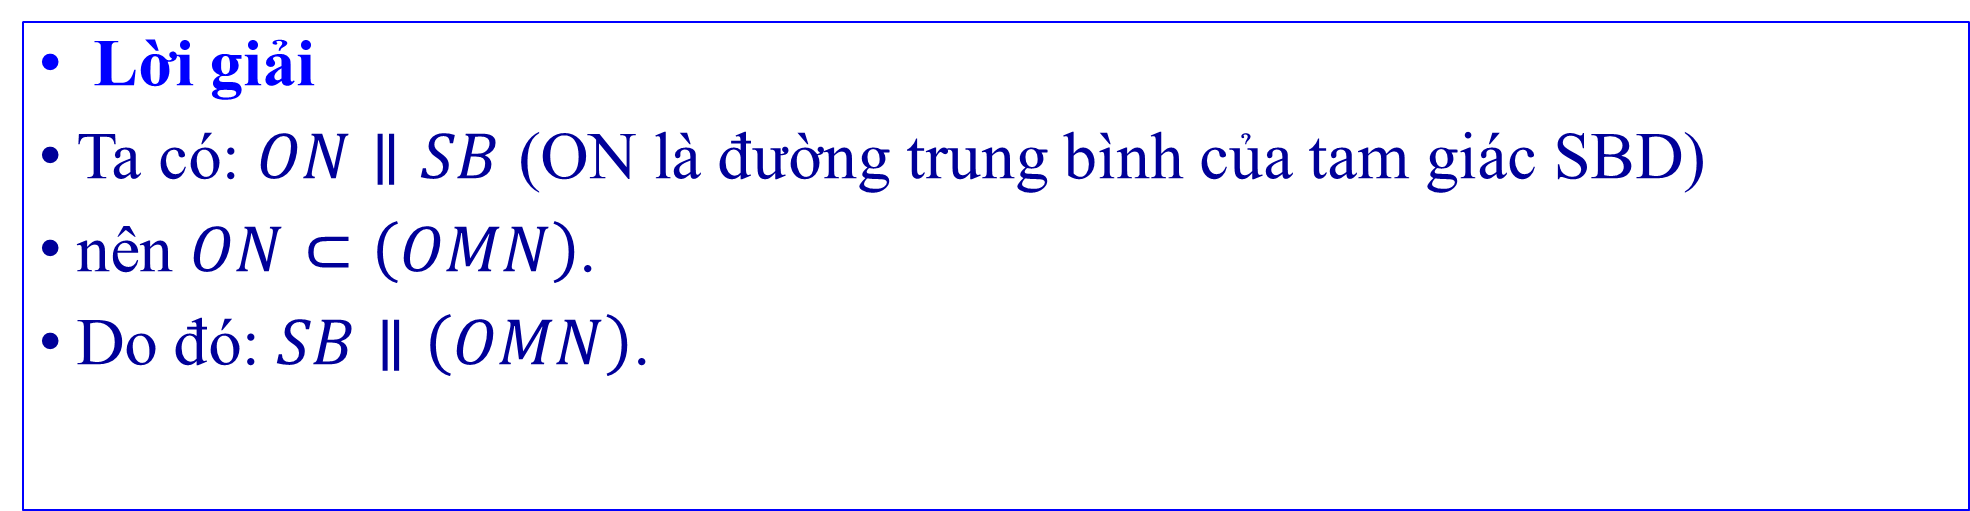 • Lời giải
• Ta có: ON ∥ SB (ON là đường trung bình của tam giác SBD)
• nên ON ⊂ (OMN).
• Do đó: SB ∥ (OMN).